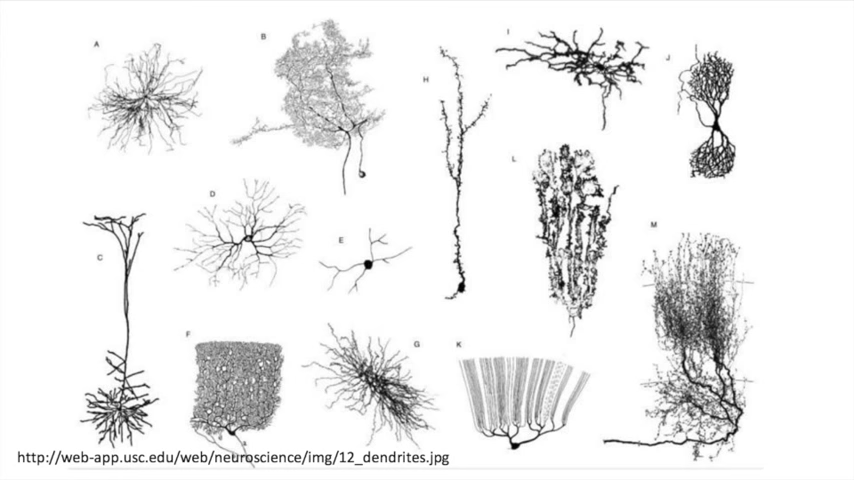 A
B
I
J
H
L
D
E
M
C
F
G
K
http://web-app.usc.edu/web/neuroscience/img/12_dendrites.jpg